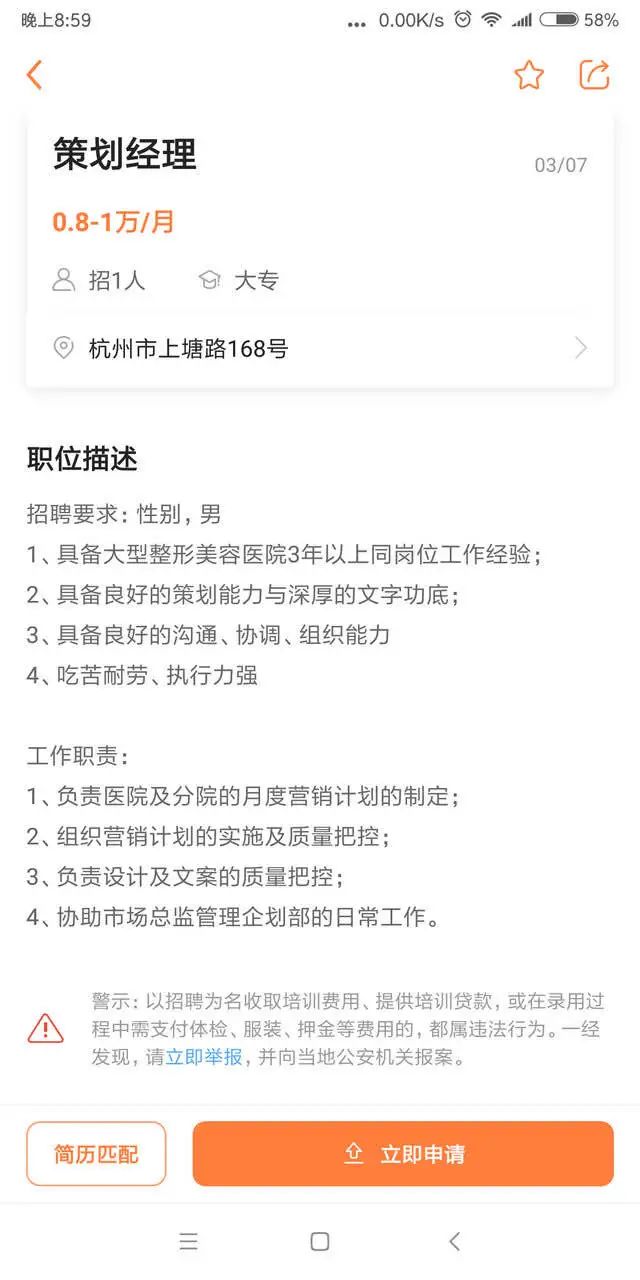 晚上8:59
... 0.00K/s 58%
策划经理
03/07
0.8-1万/月
招1人 大专
杭州市上塘路168号
职位描述
招聘要求：性别，男
1、具备大型整形美容医院3年以上同岗位工作经验；
2、具备良好的策划能力与深厚的文字功底；
3、具备良好的沟通、协调、组织能力
4、吃苦耐劳、执行力强
工作职责：
1、负责医院及分院的月度营销计划的制定；
2、组织营销计划的实施及质量把控；
3、负责设计及文案的质量把控；
4、协助市场总监管理企划部的日常工作。
警示：以招聘为名收取培训费用、提供培训贷款，或在录用过
程中需支付体检、服装、押金等费用的，都属违法行为。一经
发现，请立即举报，并向当地公安机关报案。
简历匹配
立即申请